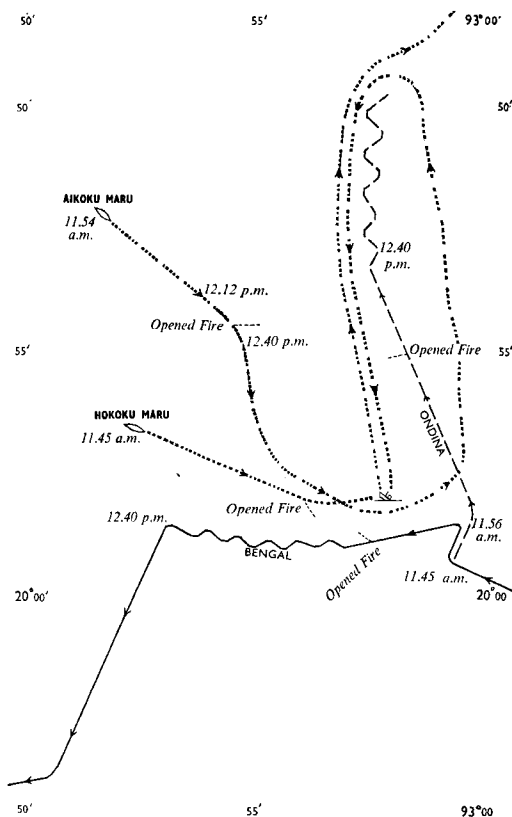 50′ 55′ 93°00′
50′ 50′
AIKOKU MARU
11.54
a.m.
12.40
p.m.
12.12 p.m.
Opened Fire
12.40 p.m.
Opened Fire
55′ 55′
HOKOKU MARU
11.45 a.m.
ONDINA
Opened Fire
12.40 p.m.
11.56
a.m.
BENGAL
Opened Fire
11.45 a.m.
20°00′ 20°00′
50′ 55′ 93°00